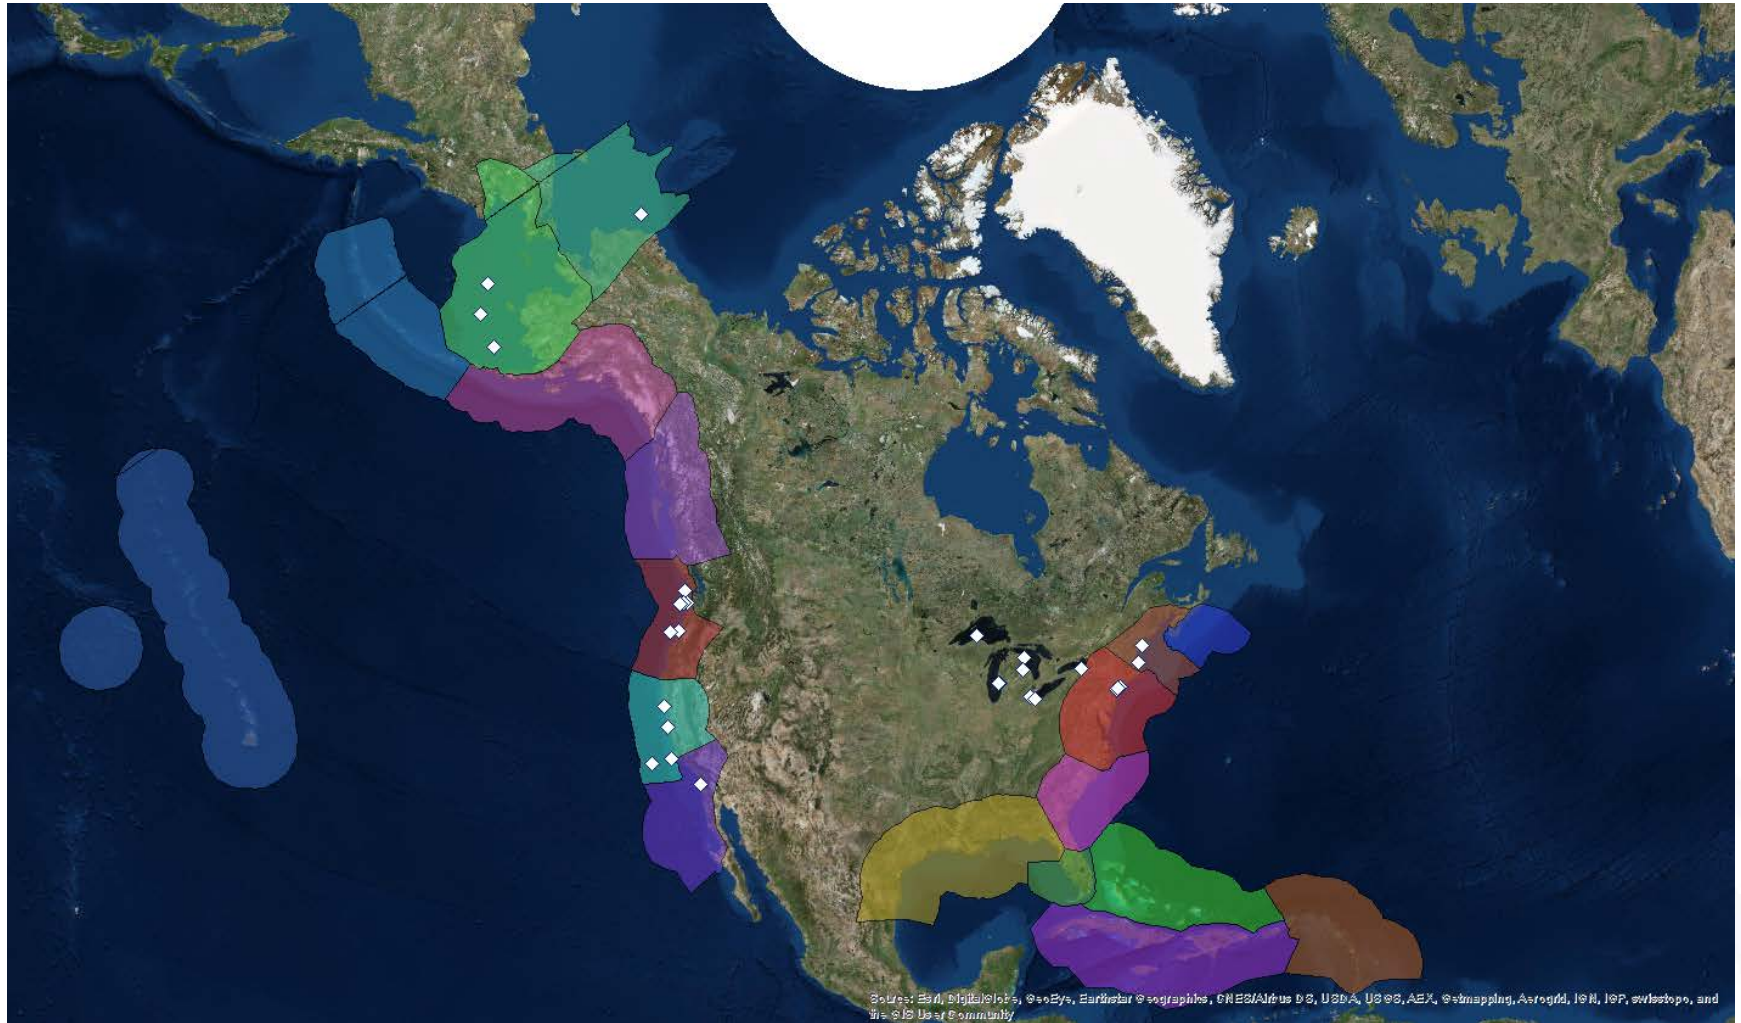 Source: Esri, DigitalGlobe, GeoEye, Earthstar Geographics, CNES/Airbus DS, USDA, USGS, AEX, Getmapping, Aerogrid, IGN, IGP, swisstopo, and
the GIS User Community